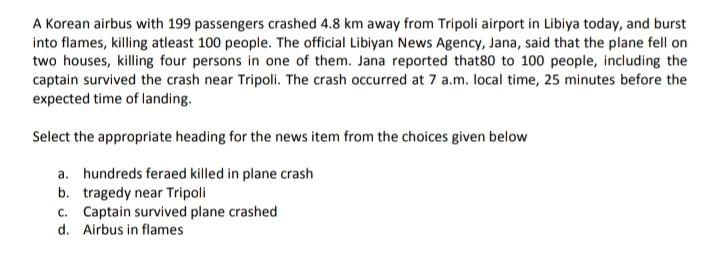 A Korean airbus with 199 passengers crashed 4.8 km away from Tripoli airport in Libiya today, and burst
into flames, killing atleast 100 people. The official Libiyan News Agency, Jana, said that the plane fell on
two houses, killing four persons in one of them. Jana reported that80 to 100 people, including the
captain survived the crash near Tripoli. The crash occurred at 7 a.m. local time, 25 minutes before the
expected time of landing.
Select the appropriate heading for the news item from the choices given below
a. hundreds feraed killed in plane crash
b. tragedy near Tripoli
c. Captain survived plane crashed
d. Airbus in flames